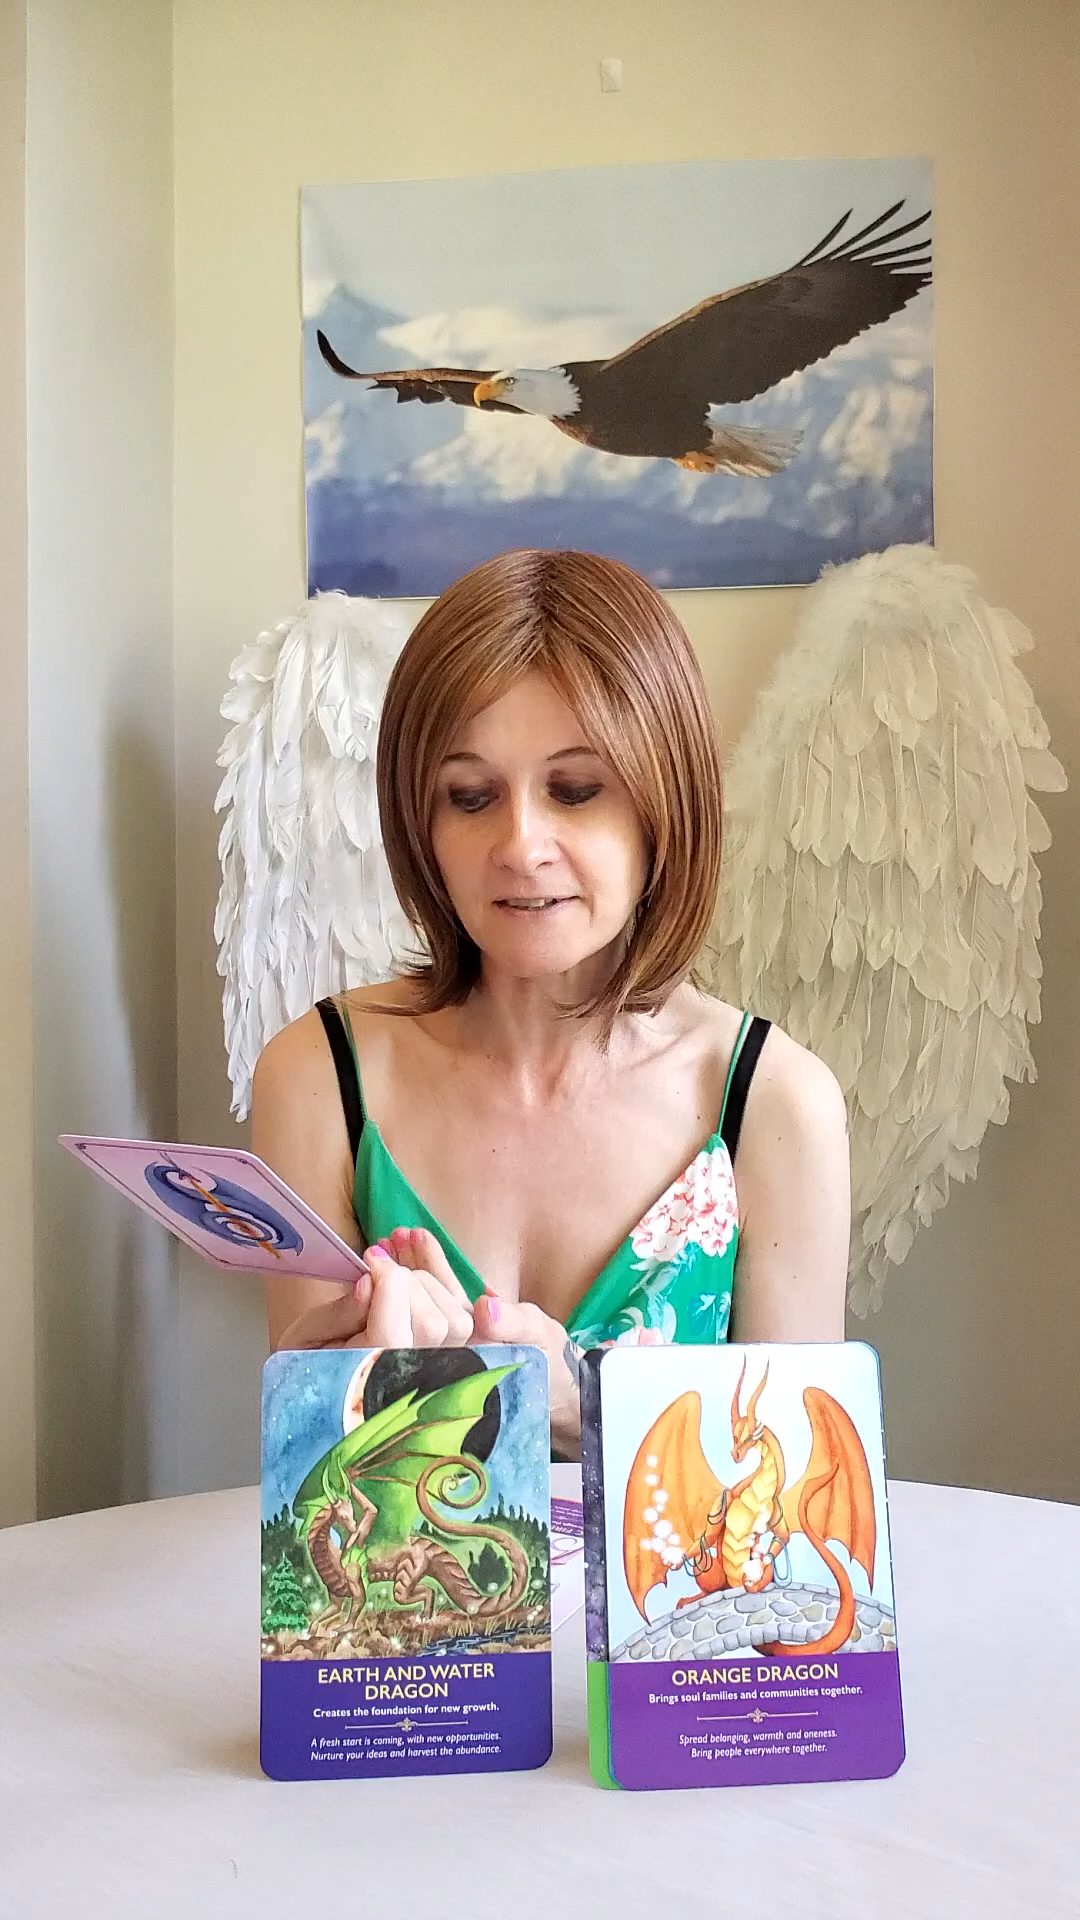 EARTH AND WATER
DRAGON
Creates the foundation for new growth.
A fresh start is coming, with new opportunities.
Nurture your ideas and harvest the abundance.
ORANGE DRAGON
Brings soul families and communities together.
Spread belonging, warmth and oneness.
Bring people everywhere together.